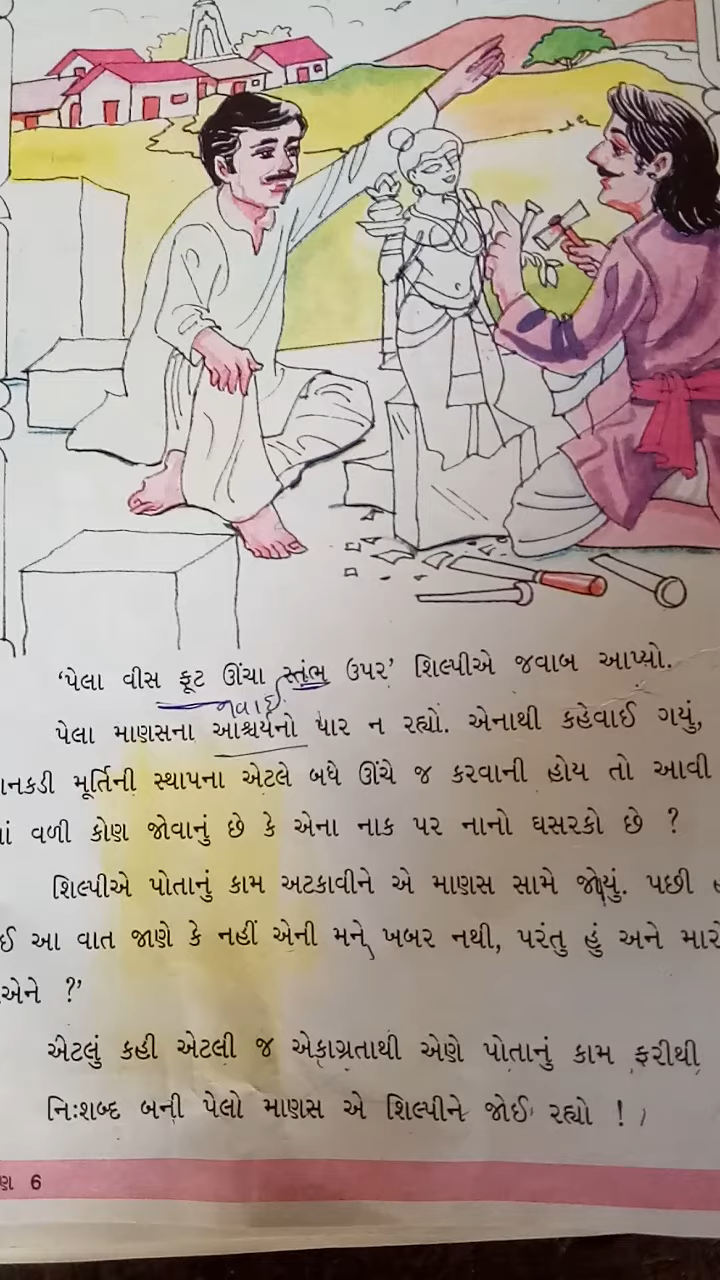 ‘પેલા વીસ ફૂટ ઊંચા સ્તંભ ઉપર’ શિલ્પીએ જવાબ આપ્યો.
નવાઈ
પેલા માણસના આશ્ચર્યનો પાર ન રહ્યો. એનાથી કહેવાઈ ગયું,
મૂર્તિની સ્થાપના એટલે બધે ઊંચે જ કરવાની હોય તો આવી
વળી કોણ જોવાનું છે કે એના નાક પર નાનો ઘસરકો છે ?
શિલ્પીએ પોતાનું કામ અટકાવીને એ માણસ સામે જોયું. પછી
આ વાત જાણે કે નહીં એની મને ખબર નથી, પરંતુ હું અને
એને ?’
એટલું કહી એટલી જ એકાગ્રતાથી એણે પોતાનું કામ ફરીથી
નિઃશબ્દ બની પેલો માણસ એ શિલ્પીને જોઈ રહ્યો !
6